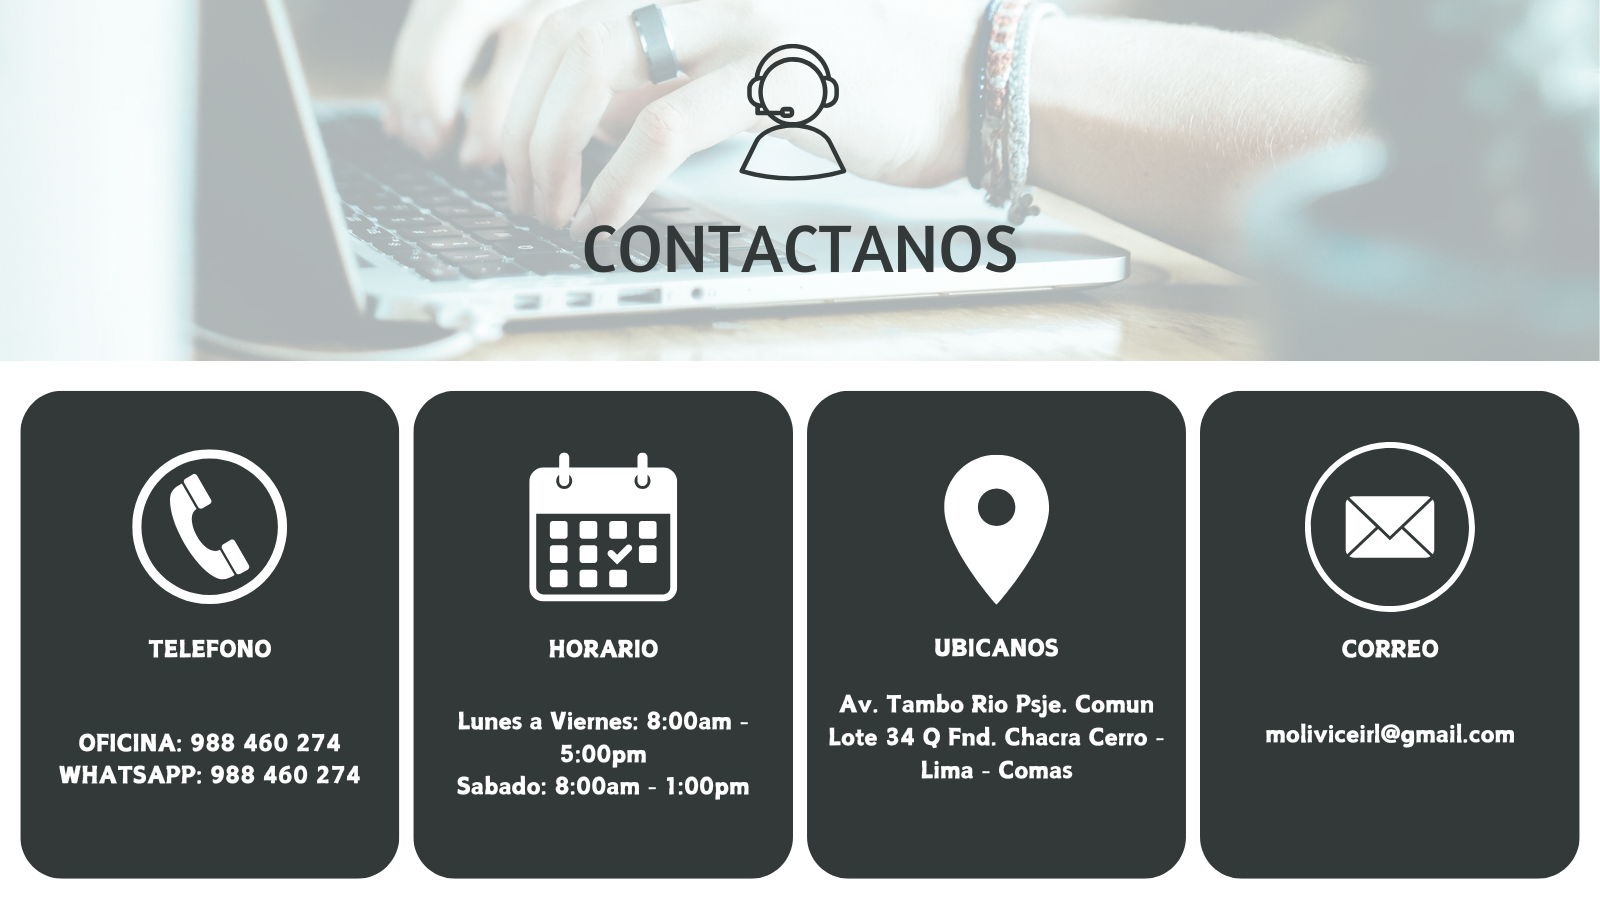 CONTACTANOS
TELEFONO
OFICINA: 988 460 274
WHATSAPP: 988 460 274
HORARIO
Lunes a Viernes: 8:00am -
5:00pm
Sabado: 8:00am - 1:00pm
UBICANOS
Av. Tambo Rio Psje. Comun
Lote 34 Q Fnd. Chacra Cerro -
Lima - Comas
CORREO
moliviceirl@gmail.com